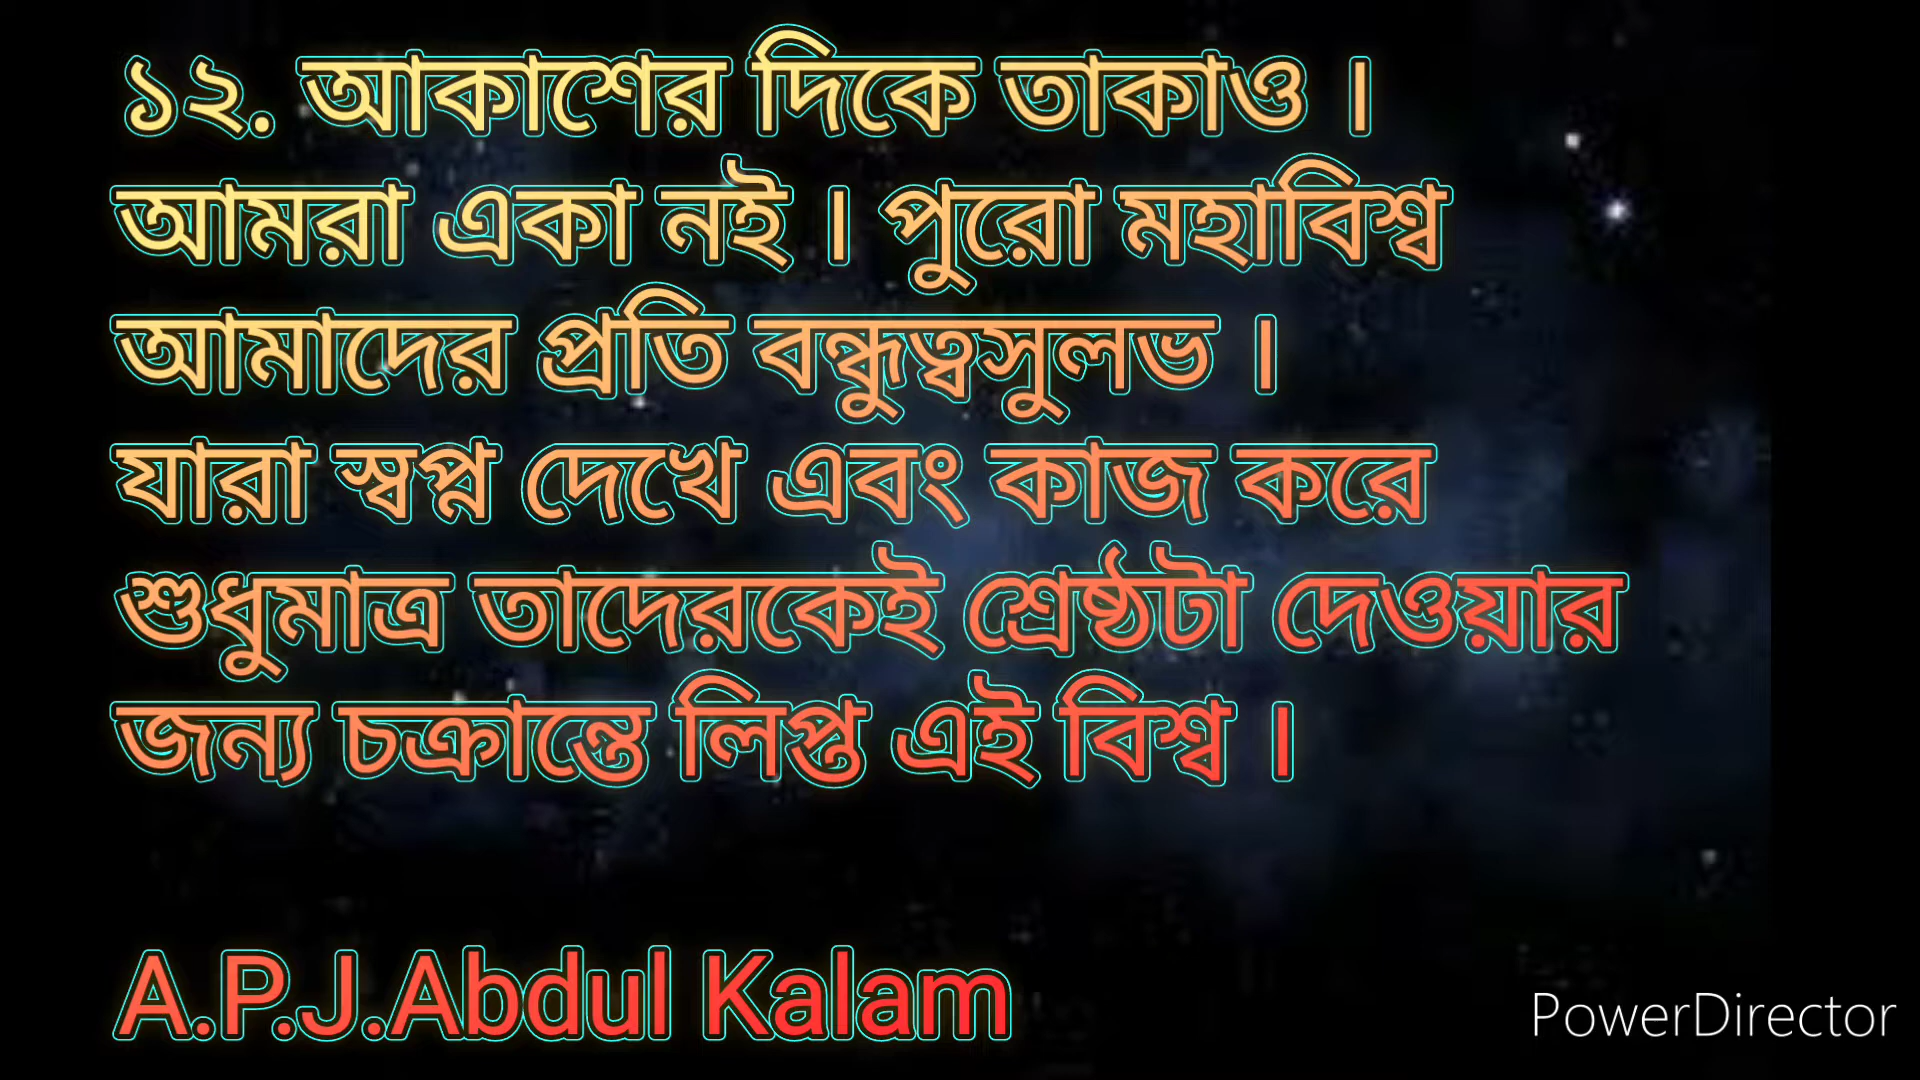 ১২. আকাশের দিকে তাকাও ।
আমরা একা নই । পুরো মহাবিশ্ব
আমাদের প্রতি বন্ধুত্বসুলভ ।
যারা স্বপ্ন দেখে এবং কাজ করে
শুধুমাত্র তাদেরকেই শ্রেষ্ঠটা দেওয়ার
জন্য চক্রান্তে লিপ্ত এই বিশ্ব ।
A.P.J.Abdul Kalam
PowerDirector